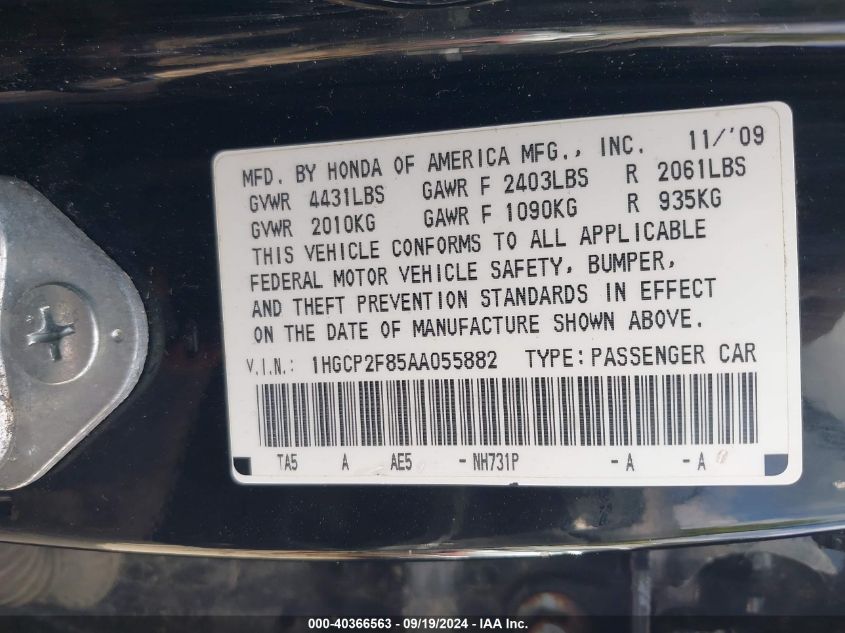 MFD. BY HONDA OF AMERICA MFG., INC. 11/'09
GVWR 4431LBS GAWR F 2403LBS R 2061LBS
GVWR 2010KG GAWR F 1090KG R 935KG
THIS VEHICLE CONFORMS TO ALL APPLICABLE
FEDERAL MOTOR VEHICLE SAFETY, BUMPER,
AND THEFT PREVENTION STANDARDS IN EFFECT
ON THE DATE OF MANUFACTURE SHOWN ABOVE.
V.I.N.: 1HGCP2F85AA055882 TYPE: PASSENGER CAR
TA5 A AE5 - NH731P - A - A
000-40366563 - 09/19/2024 - IAA Inc.